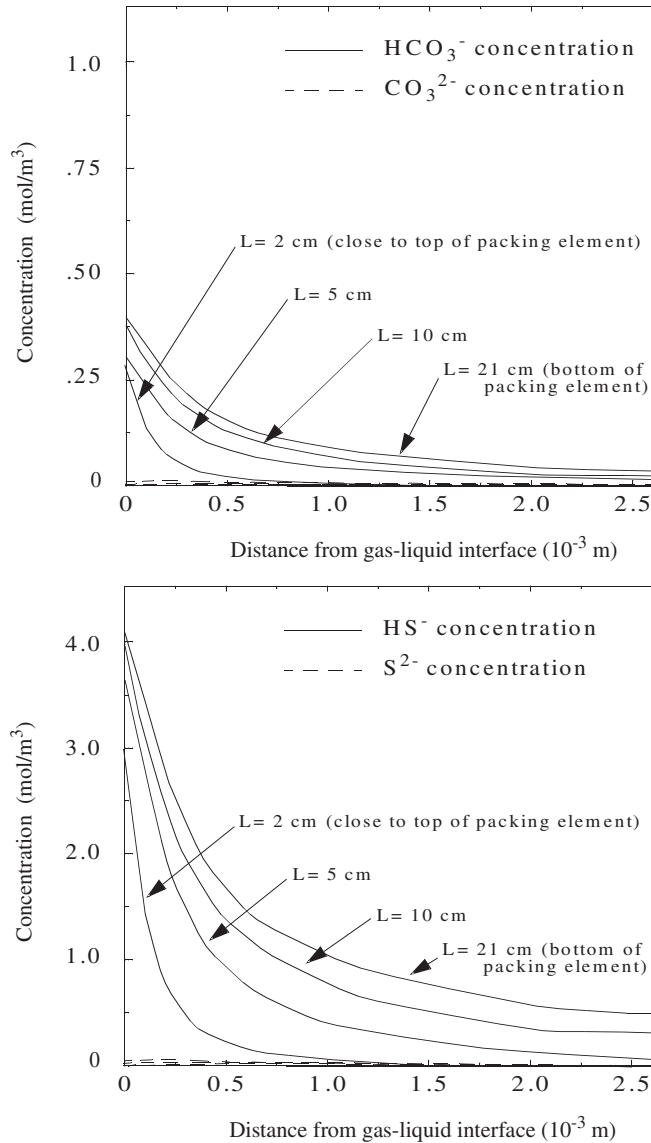 HCO₃⁻ concentration
CO₃²⁻ concentration
1.0
.75
.50
.25
0
Concentration (mol/m³)
L= 2 cm (close to top of packing element)
L= 5 cm
L= 10 cm
L= 21 cm (bottom of
packing element)
0 0.5 1.0 1.5 2.0 2.5
Distance from gas-liquid interface (10⁻³ m)
HS⁻ concentration
S²⁻ concentration
4.0
3.0
2.0
1.0
0
Concentration (mol/m³)
L= 2 cm (close to top of packing element)
L= 5 cm
L= 10 cm
L= 21 cm (bottom of
packing element)
0 0.5 1.0 1.5 2.0 2.5
Distance from gas-liquid interface (10⁻³ m)